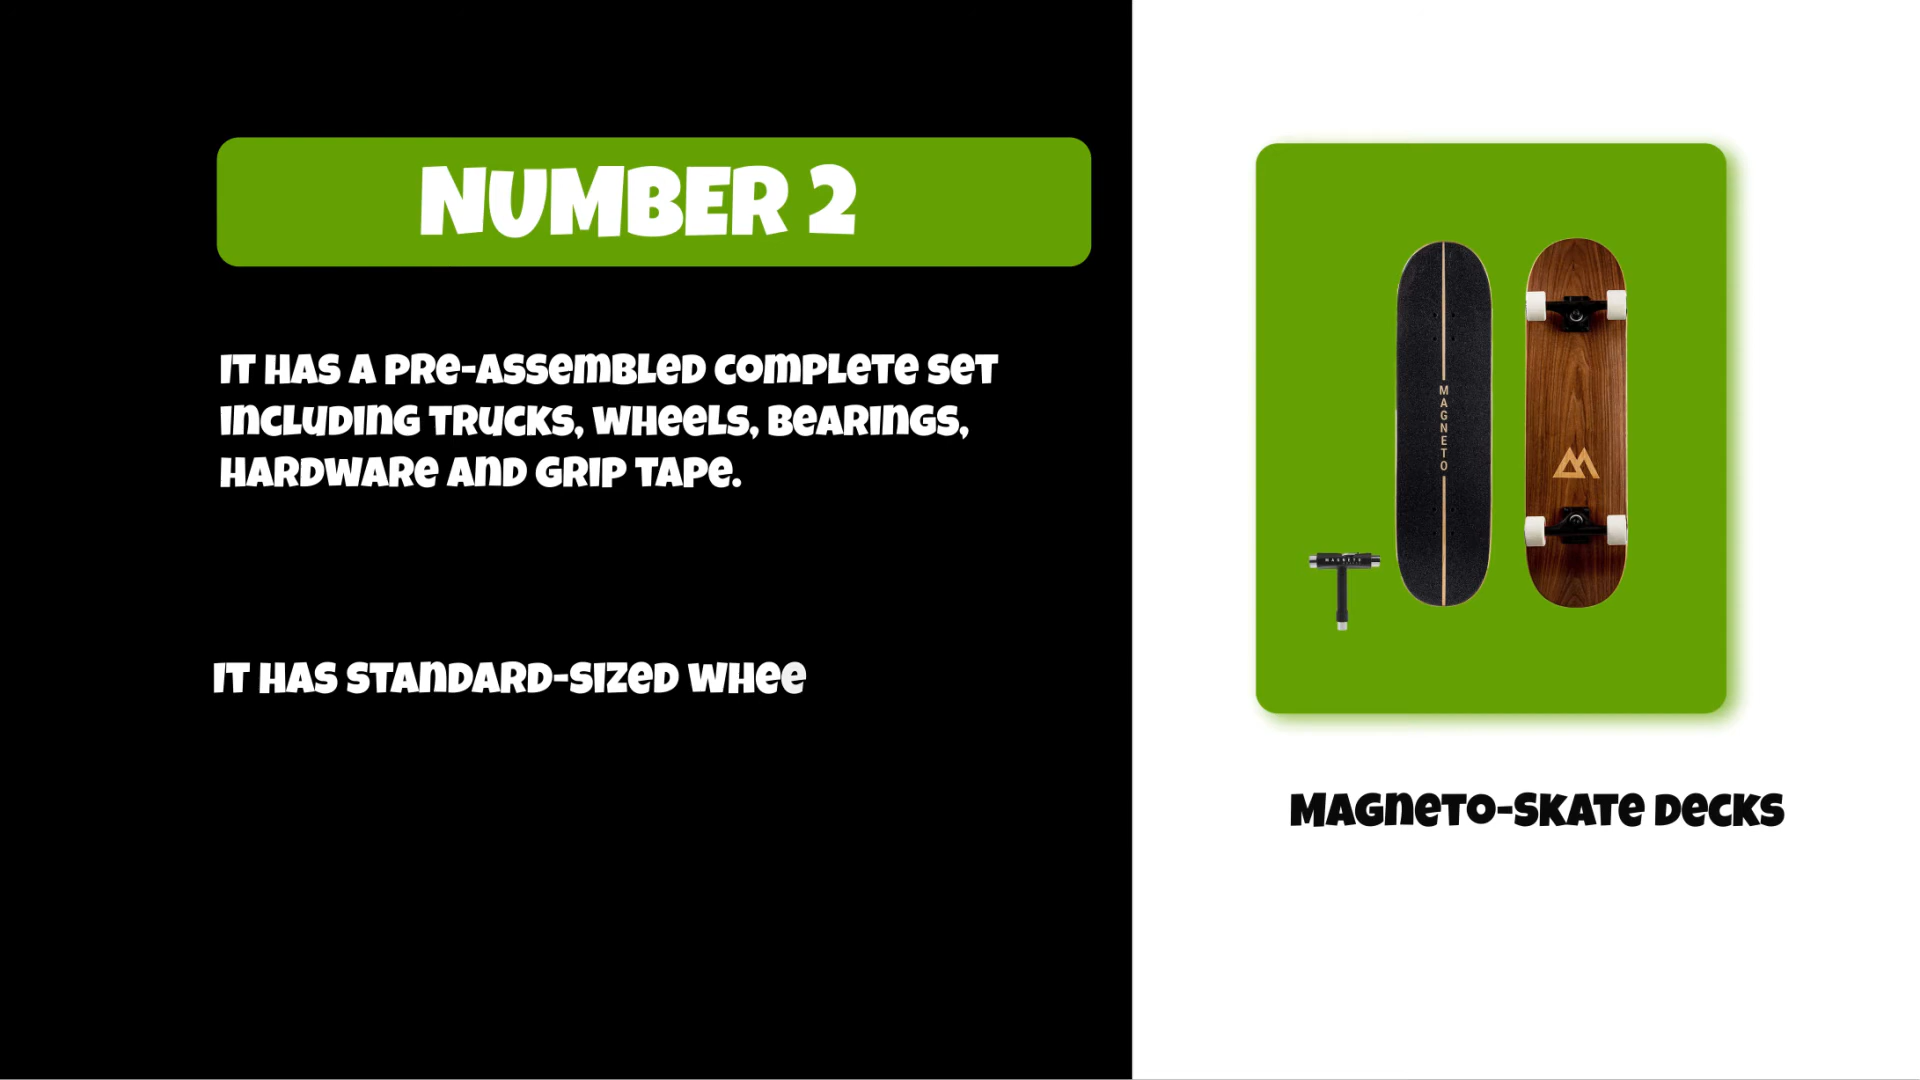 NUMBER 2
IT HAS A PRE-ASSEMBLED COMPLETE SET
INCLUDING TRUCKS, WHEELS, BEARINGS,
HARDWARE AND GRIP TAPE.
IT HAS STANDARD-SIZED WHEE
MAGNETO
MAGNETO
MAGNETO-SKATE DECKS